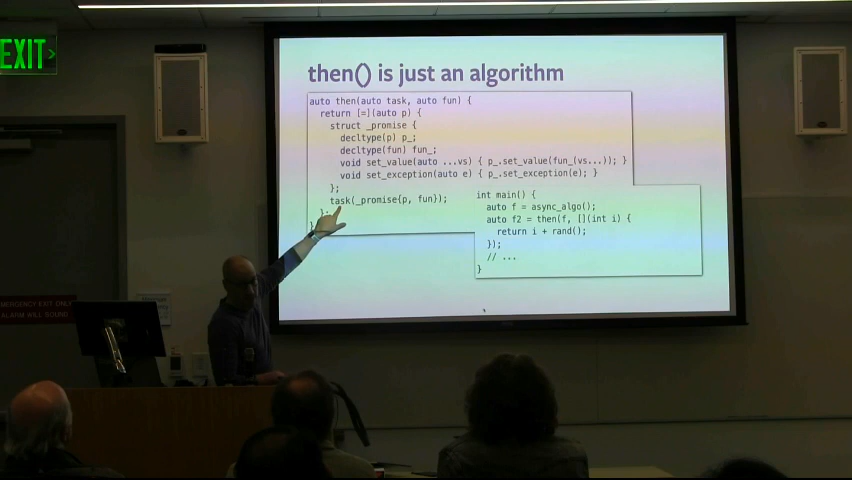 EXIT
then() is just an algorithm
auto then(auto task, auto fun) {
return [=](auto p) {
struct _promise {
decltype(p) p_;
decltype(fun) fun_;
void set_value(auto ...vs) { p_.set_value(fun_(vs...)); }
void set_exception(auto e) { p_.set_exception(e); }
};
task(_promise{p, fun});
};
}
int main() {
auto f = async_algo();
auto f2 = then(f, [](int i) {
return i + rand();
});
// ...
}
EMERGENCY EXIT ONLY
ALARM WILL SOUND